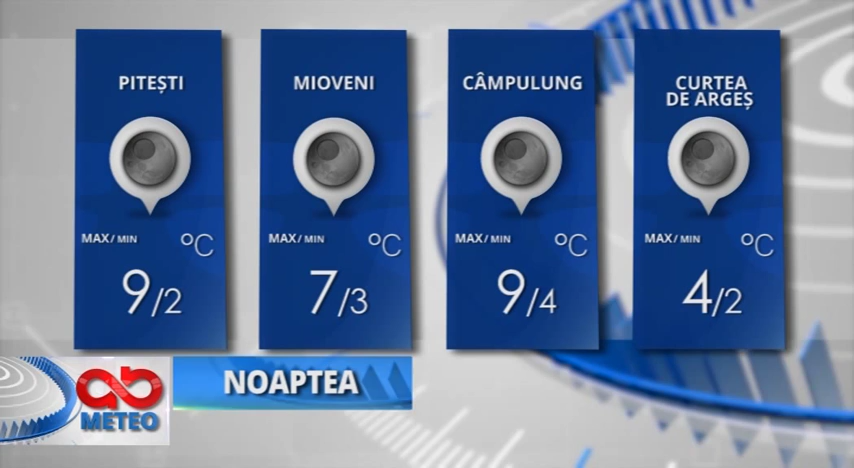 PITEȘTI
MAX/ MIN °C
9/2
MIOVENI
MAX/ MIN °C
7/3
CÂMPULUNG
MAX/ MIN °C
9/4
CURTEA
DE ARGEȘ
MAX/ MIN °C
4/2
ab
METEO
NOAPTEA